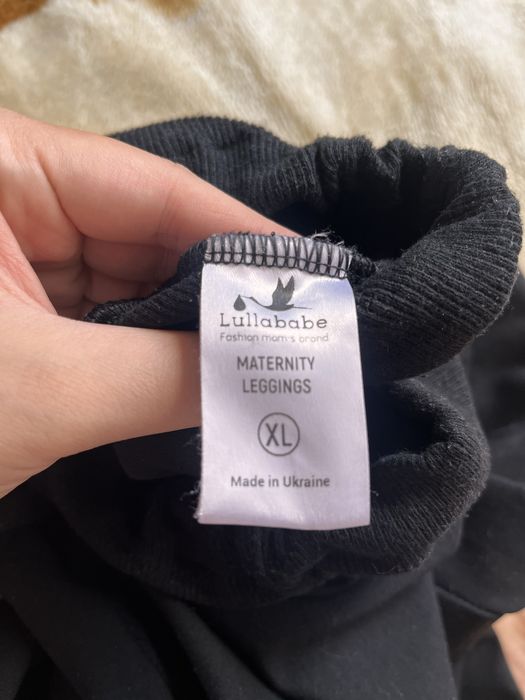 Lullababe
Fashion mom's brand
MATERNITY
LEGGINGS
XL
Made in Ukraine